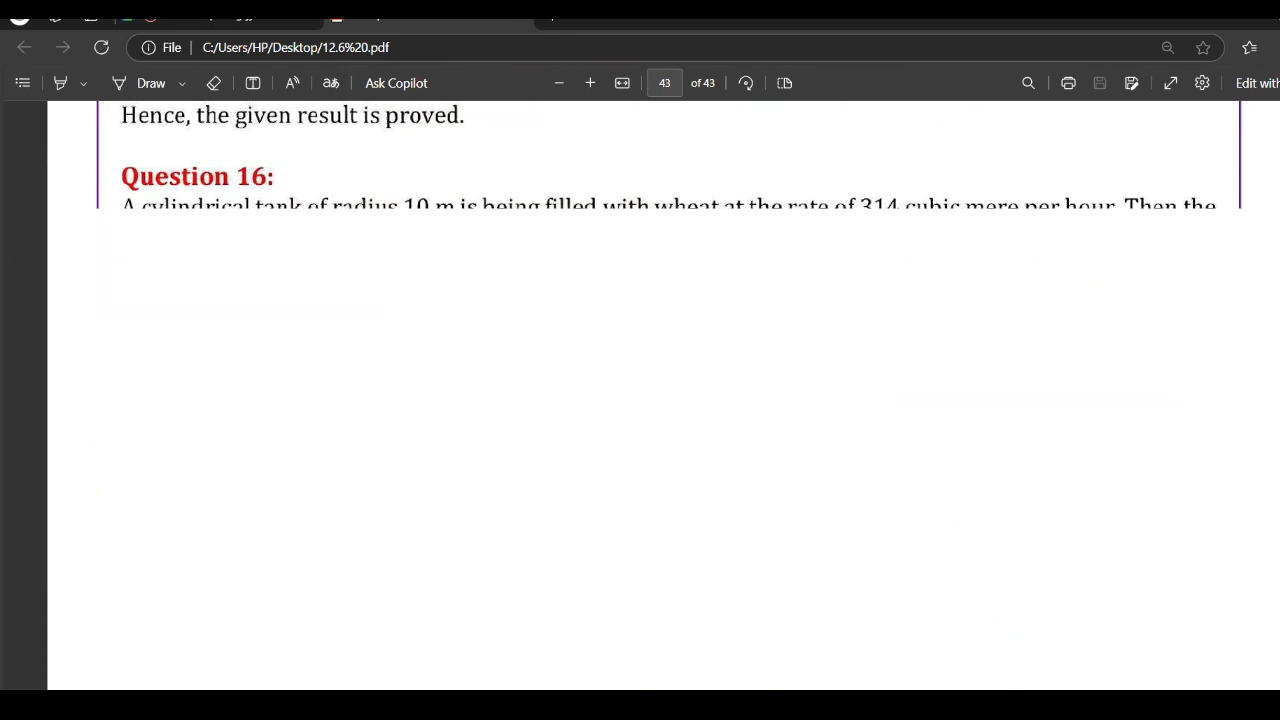 File C:/Users/HP/Desktop/12.6%20.pdf
Draw Ask Copilot 43 of 43 Edit with
Hence, the given result is proved.
Question 16:
A cylindrical tank of radius 10 m is being filled with wheat at the rate of 314 cubic mere per hour. Then the